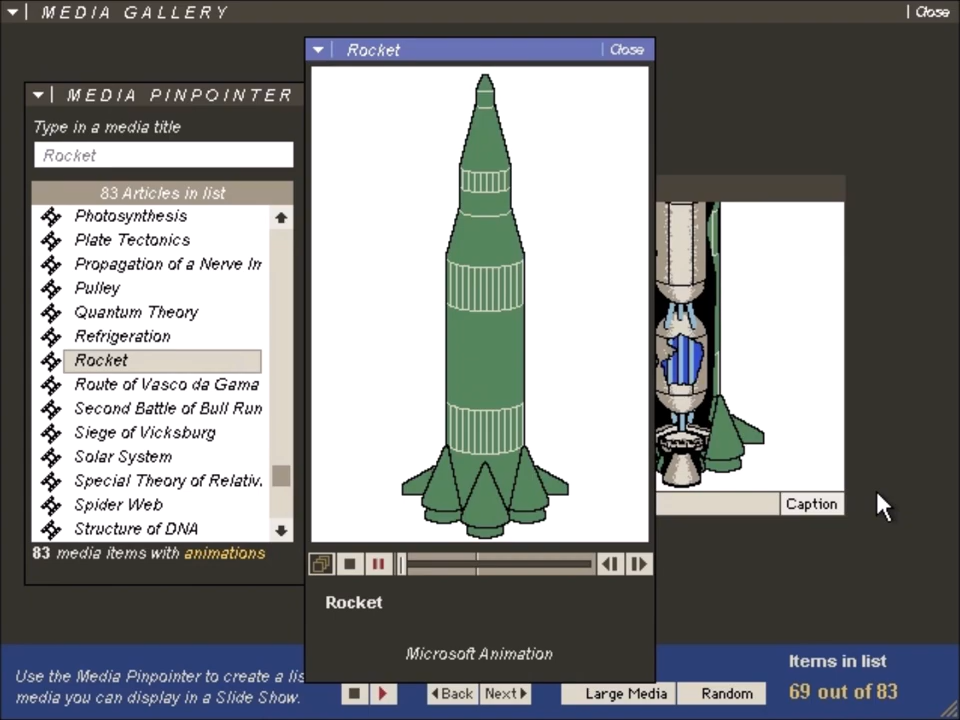 MEDIA GALLERY
Close
Rocket
Close
MEDIA PINPOINTER
Type in a media title
Rocket
83 Articles in list
Photosynthesis
Plate Tectonics
Propagation of a Nerve In
Pulley
Quantum Theory
Refrigeration
Rocket
Route of Vasco da Gama
Second Battle of Bull Run
Siege of Vicksburg
Solar System
Special Theory of Relativ.
Spider Web
Structure of DNA
83 media items with animations
Caption
Rocket
Microsoft Animation
Use the Media Pinpointer to create a lis
media you can display in a Slide Show.
Back
Next
Large Media
Random
Items in list
69 out of 83